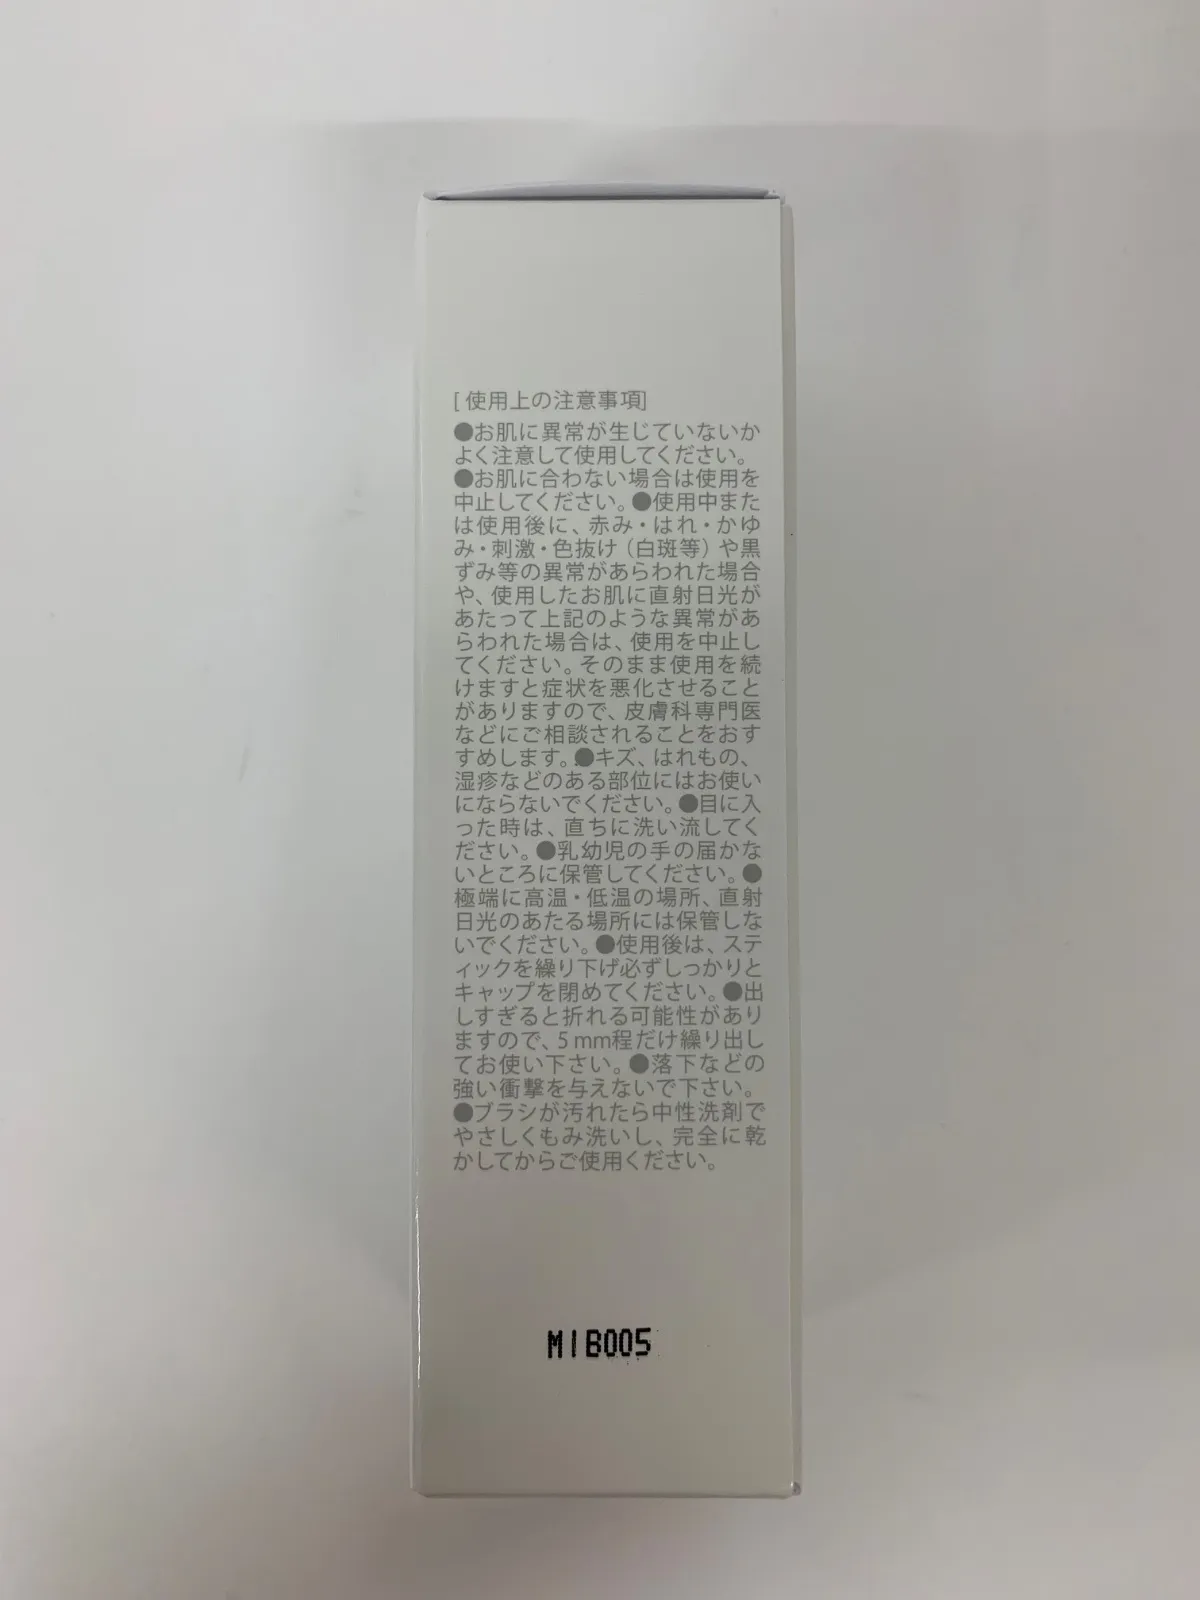 [ 使用上の注意事項]
●お肌に異常が生じていないか
よく注意して使用してください。
●お肌に合わない場合は使用を
中止してください。●使用中また
は使用後に、赤み・はれ・かゆ
み・刺激・色抜け（白斑等）や黒
ずみ等の異常があらわれた場合
や、使用したお肌に直射日光が
あたって上記のような異常があ
らわれた場合は、使用を中止し
てください。そのまま使用を続
けますと症状を悪化させること
がありますので、皮膚科専門医
などにご相談されることをおす
すめします。●キズ、はれもの、
湿疹などのある部位にはお使い
にならないでください。●目に入
った時は、直ちに洗い流してく
ださい。●乳幼児の手の届かな
いところに保管してください。●
極端に高温・低温の場所、直射
日光のあたる場所には保管しな
いでください。●使用後は、ステ
ィックを繰り下げ必ずしっかりと
キャップを閉めてください。●出
しすぎると折れる可能性があり
ますので、5mm程だけ繰り出し
てお使い下さい。●落下などの
強い衝撃を与えないで下さい。
●ブラシが汚れたら中性洗剤で
やさしくもみ洗いし、完全に乾
かしてからご使用ください。
MIB005